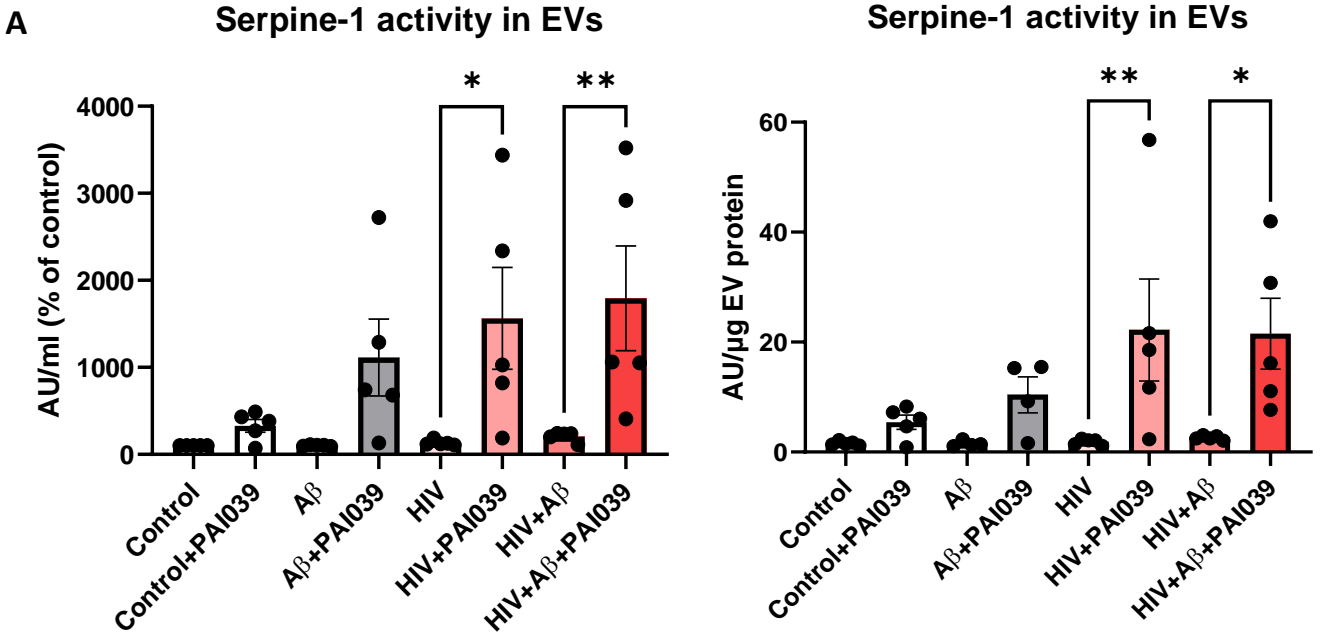 A
Serpine-1 activity in EVs
AU/ml (% of control)
4000
3000
2000
1000
0
*
**
Control
Control+PAI039
Aβ
Aβ+PAI039
HIV
HIV+PAI039
HIV+Aβ
HIV+Aβ+PAI039
Serpine-1 activity in EVs
AU/µg EV protein
60
40
20
0
**
*
Control
Control+PAI039
Aβ
Aβ+PAI039
HIV
HIV+PAI039
HIV+Aβ
HIV+Aβ+PAI039